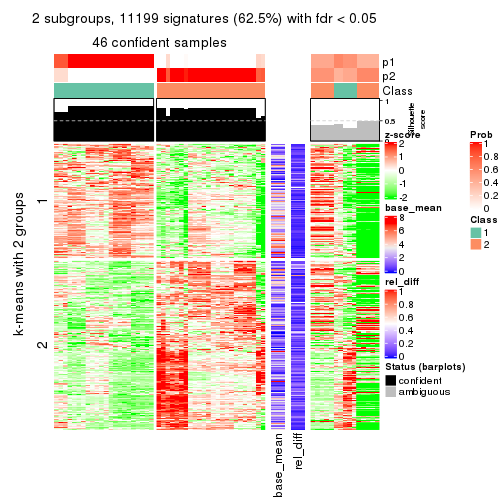 2 subgroups, 11199 signatures (62.5%) with fdr < 0.05
46 confident samples
p1
p2
Class
1
0.5
0
Silhouette
score
k-means with 2 groups
1
2
base_mean
rel_diff
z-score
2
1
0
-1
-2
base_mean
8
6
4
2
0
rel_diff
1
0.8
0.6
0.4
0.2
0
Status (barplots)
confident
ambiguous
Prob
1
0.8
0.6
0.4
0.2
0
Class
1
2